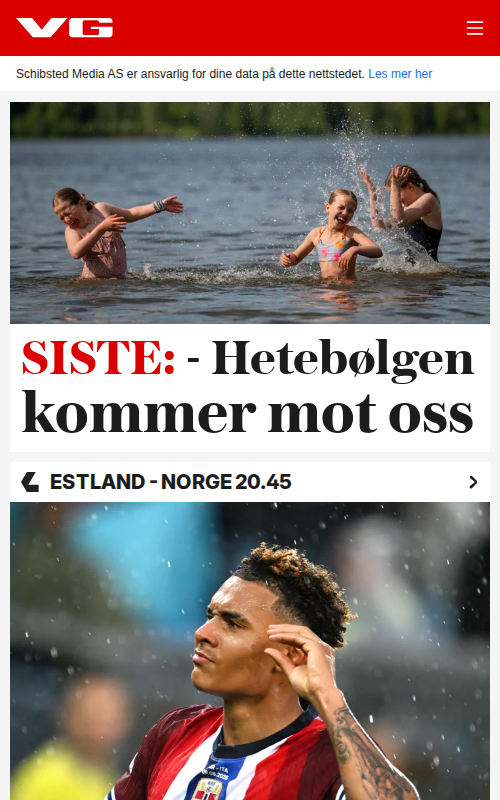 VG
Schibsted Media AS er ansvarlig for dine data på dette nettstedet. Les mer her
SISTE: - Hetebølgen
kommer mot oss
ESTLAND - NORGE 20.45